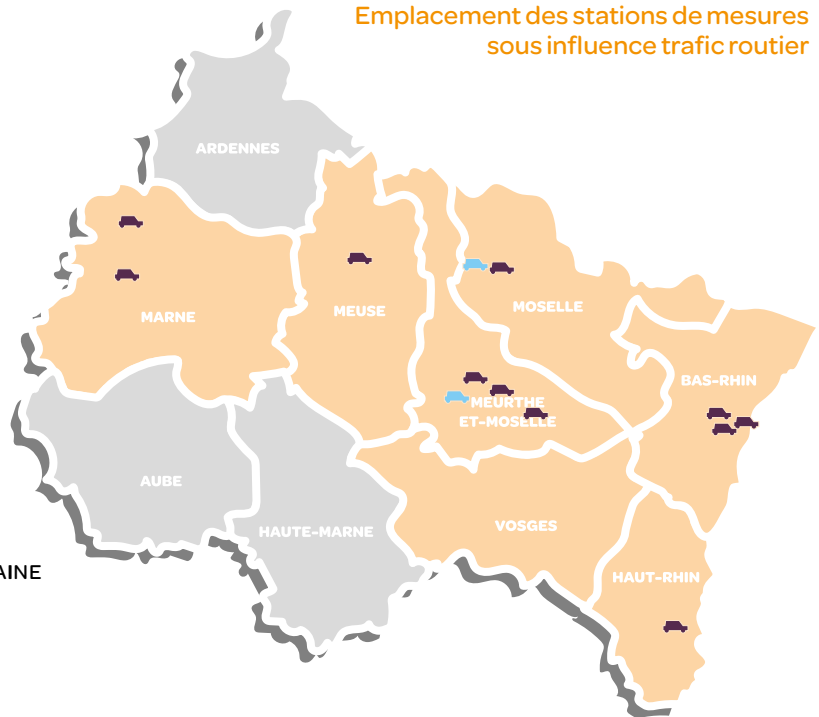 Emplacement des stations de mesures
sous influence trafic routier
ARDENNES
MARNE
MEUSE
MOSELLE
BAS-RHIN
MEURTHE
ET-MOSELLE
AUBE
HAUTE-MARNE
VOSGES
HAUT-RHIN
AINE